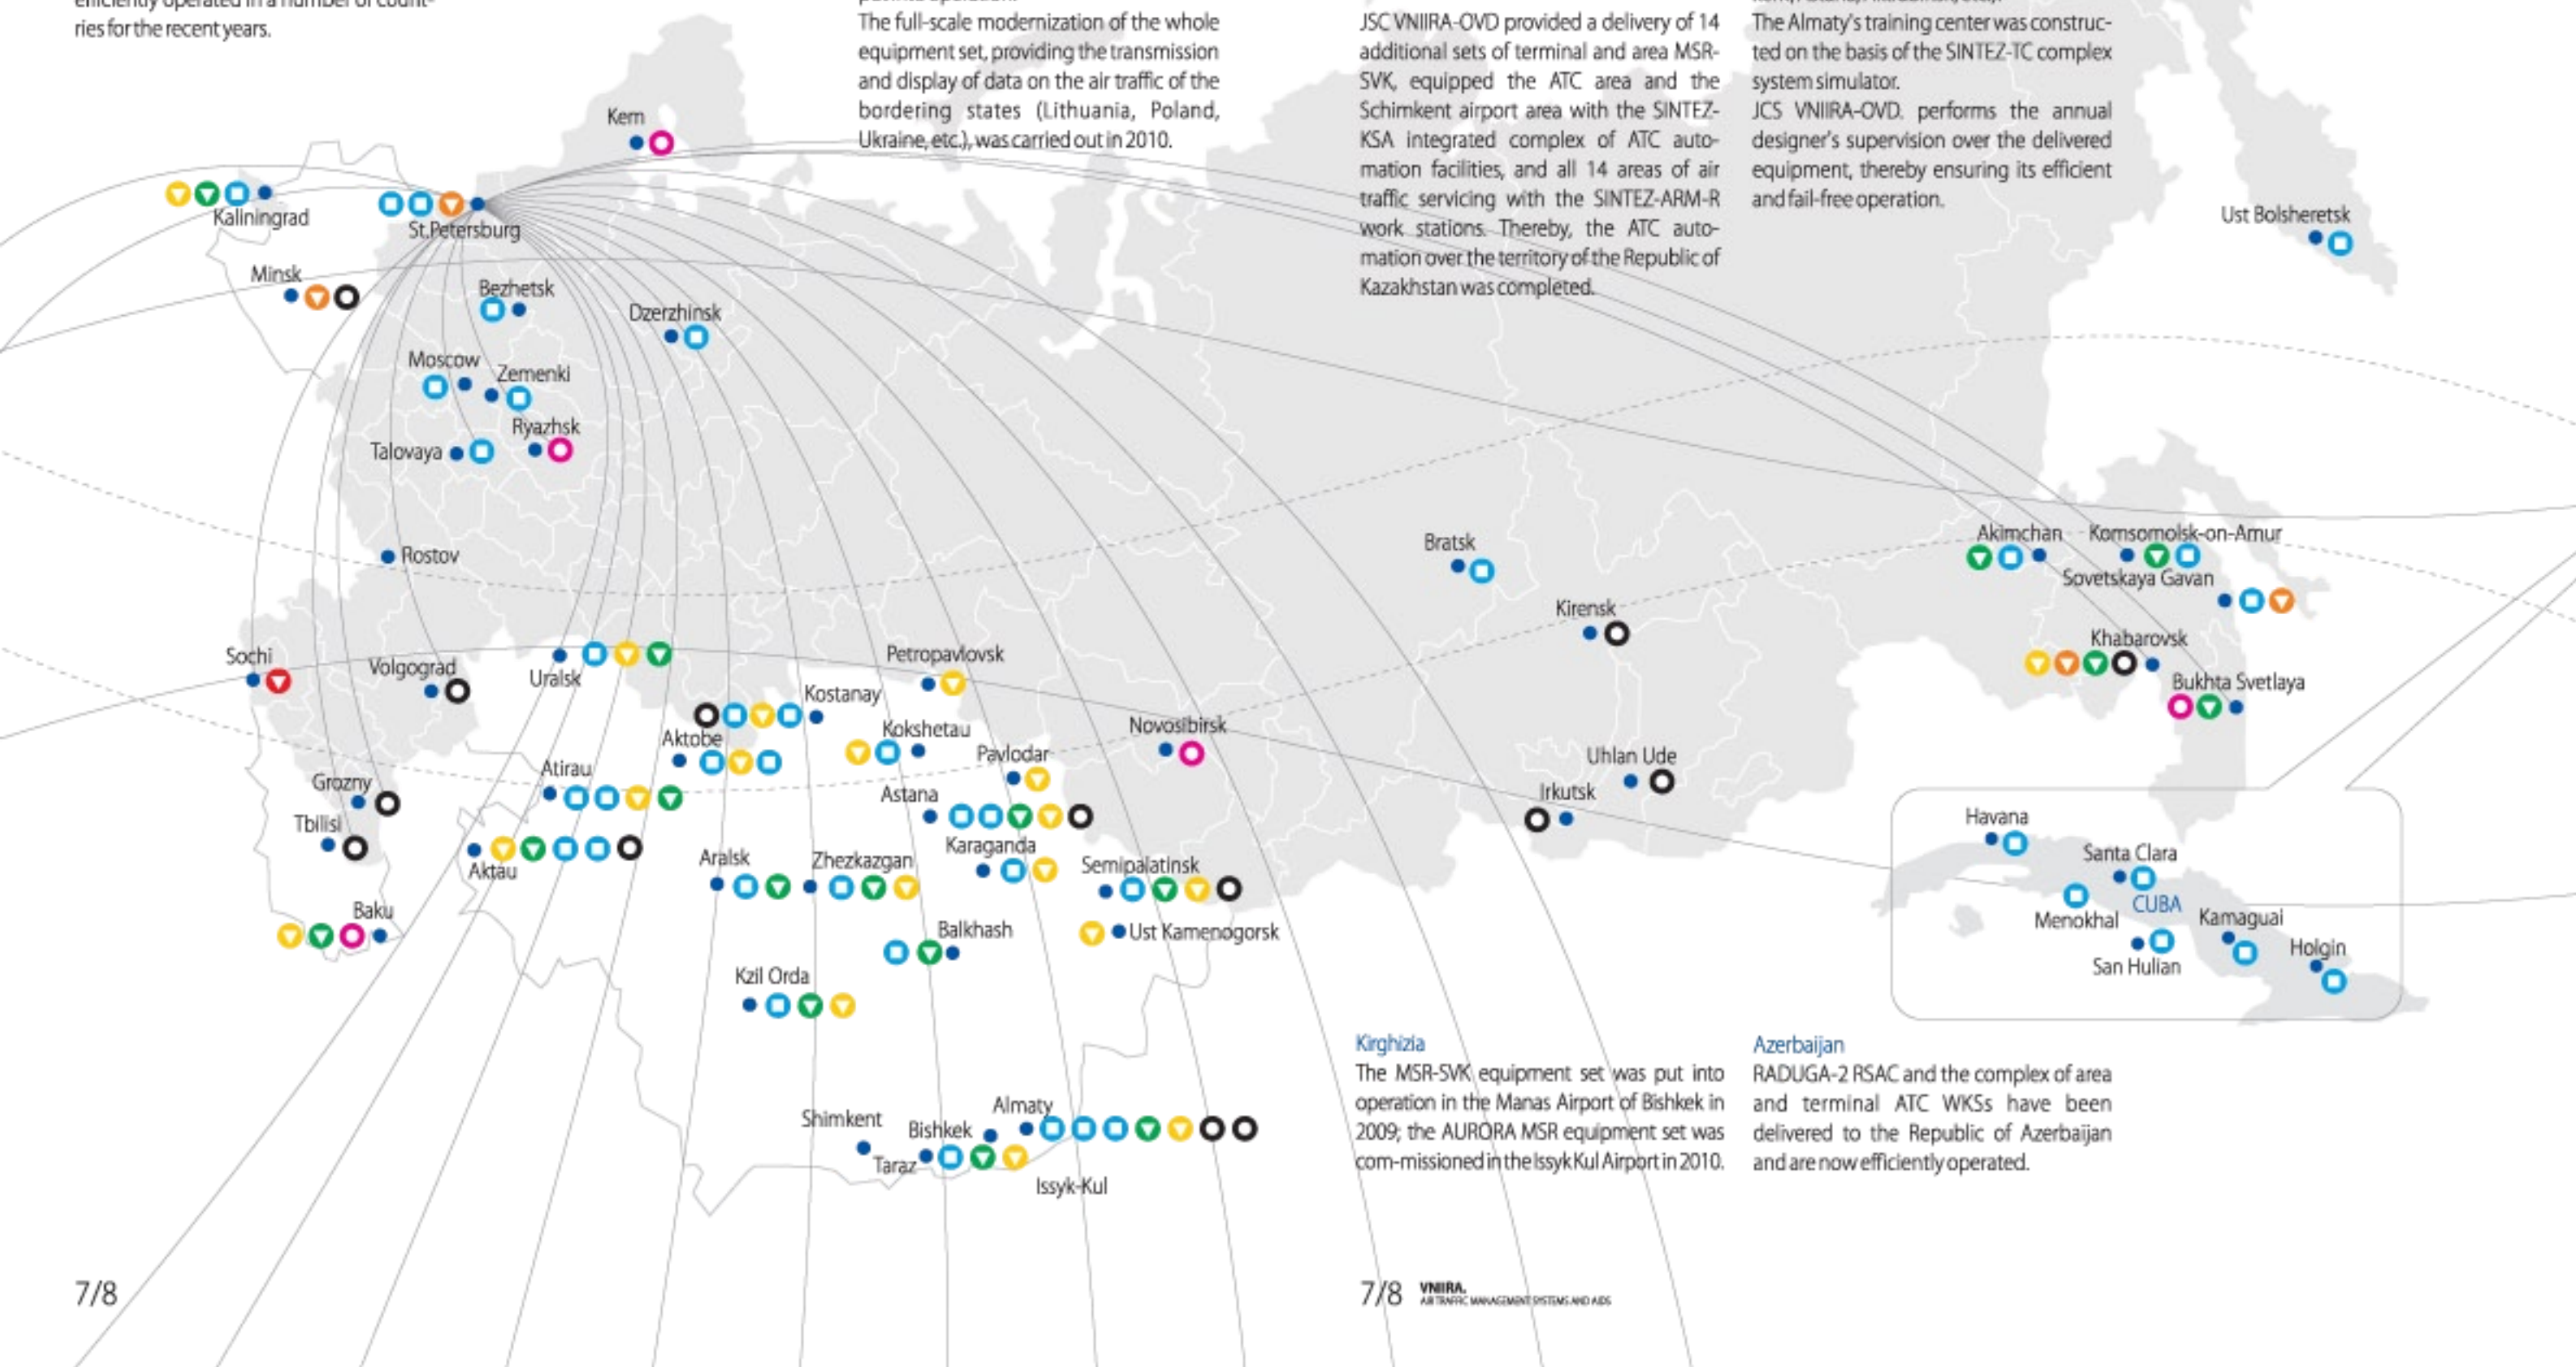 ries for the recent years.
The full-scale modernization of the whole
equipment set, providing the transmission
and display of data on the air traffic of the
bordering states (Lithuania, Poland,
Ukraine, etc.), was carried out in 2010.
JSC VNIIRA-OVD provided a delivery of 14
additional sets of terminal and area MSR-
SVK, equipped the ATC area and the
Schimkent airport area with the SINTEZ-
KSA integrated complex of ATC auto-
mation facilities, and all 14 areas of air
traffic servicing with the SINTEZ-ARM-R
work stations. Thereby, the ATC auto-
mation over the territory of the Republic of
Kazakhstan was completed.
The Almaty's training center was construc-
ted on the basis of the SINTEZ-TC complex
system simulator.
JCS VNIIRA-OVD. performs the annual
designer's supervision over the delivered
equipment, thereby ensuring its efficient
and fail-free operation.
Kem
Kaliningrad
St.Petersburg
Ust Bolsheretsk
Minsk
Bezhetsk
Dzerzhinsk
Moscow
Zemenki
Ryazhsk
Talovaya
Rostov
Bratsk
Akimchan
Komsomolsk-on-Amur
Sovetskaya Gavan
Kirensk
Khabarovsk
Bukhta Svetlaya
Sochi
Volgograd
Uralsk
Petropavlovsk
Kostanay
Kokshetau
Aktobe
Pavlodar
Novosibirsk
Uhlan Ude
Irkutsk
Atirau
Grozny
Astana
Tbilisi
Aktau
Karaganda
Aralsk
Zhezkazgan
Semipalatinsk
Baku
Balkhash
Ust Kamenogorsk
Kzil Orda
Havana
Santa Clara
CUBA
Menokhal
Kamaguai
San Hulian
Holgin
Almaty
Shimkent
Bishkek
Taraz
Issyk-Kul
Kirghizia
The MSR-SVK equipment set was put into
operation in the Manas Airport of Bishkek in
2009; the AURORA MSR equipment set was
com-missioned in the Issyk Kul Airport in 2010.
Azerbaijan
RADUGA-2 RSAC and the complex of area
and terminal ATC WKSs have been
delivered to the Republic of Azerbaijan
and are now efficiently operated.
7/8
7/8
VNIIRA.
AIR TRAFFIC MANAGEMENT SYSTEMS AND AIDS